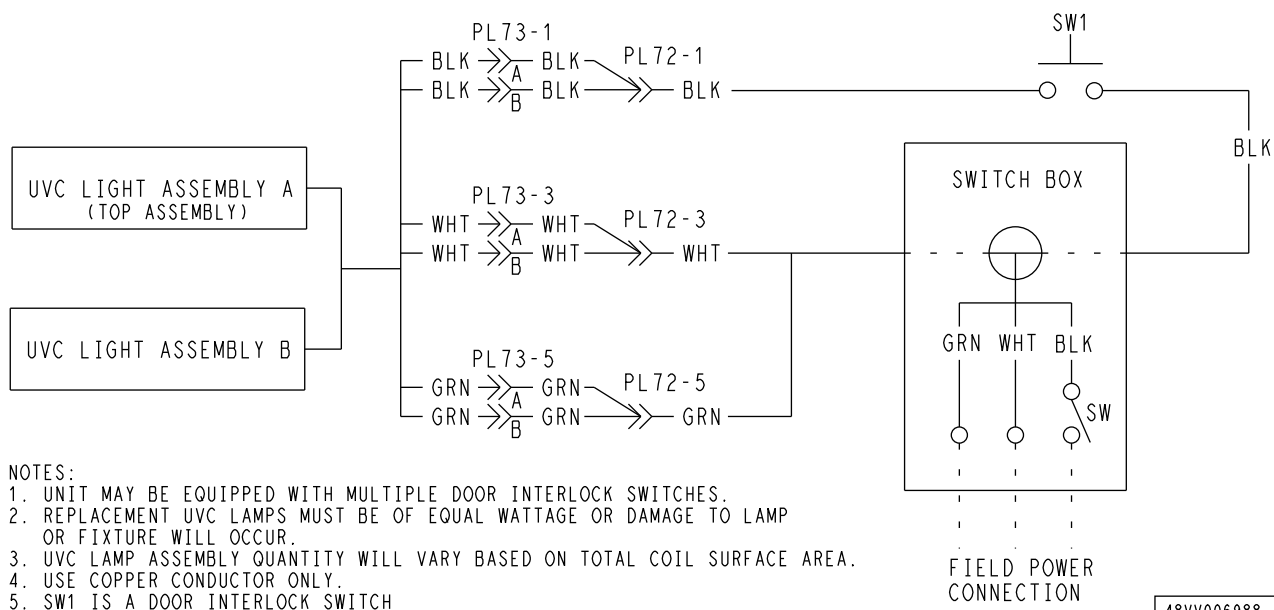 PL73-1
SW1
BLK BLK PL72-1
A
BLK BLK BLK
B
BLK
UVC LIGHT ASSEMBLY A
(TOP ASSEMBLY)
SWITCH BOX
PL73-3
WHT WHT PL72-3
A
WHT WHT WHT
B
UVC LIGHT ASSEMBLY B
GRN WHT BLK
PL73-5
GRN GRN PL72-5
A
GRN GRN GRN
B
SW
NOTES:
1. UNIT MAY BE EQUIPPED WITH MULTIPLE DOOR INTERLOCK SWITCHES.
2. REPLACEMENT UVC LAMPS MUST BE OF EQUAL WATTAGE OR DAMAGE TO LAMP
OR FIXTURE WILL OCCUR.
3. UVC LAMP ASSEMBLY QUANTITY WILL VARY BASED ON TOTAL COIL SURFACE AREA.
4. USE COPPER CONDUCTOR ONLY.
5. SW1 IS A DOOR INTERLOCK SWITCH
FIELD POWER
CONNECTION